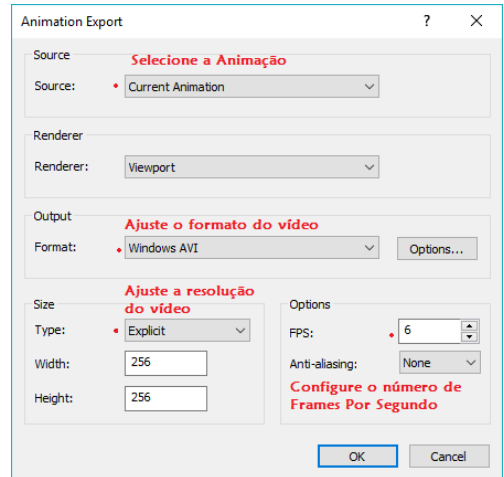 Animation Export ? ×
Source
Selecione a Animação
Source: Current Animation
Renderer
Renderer: Viewport
Output
Ajuste o formato do vídeo
Format: Windows AVI Options...
Size
Ajuste a resolução
do vídeo
Type: Explicit
Width: 256
Height: 256
Options
FPS: 6
Anti-aliasing: None
Configure o número de
Frames Por Segundo
OK Cancel